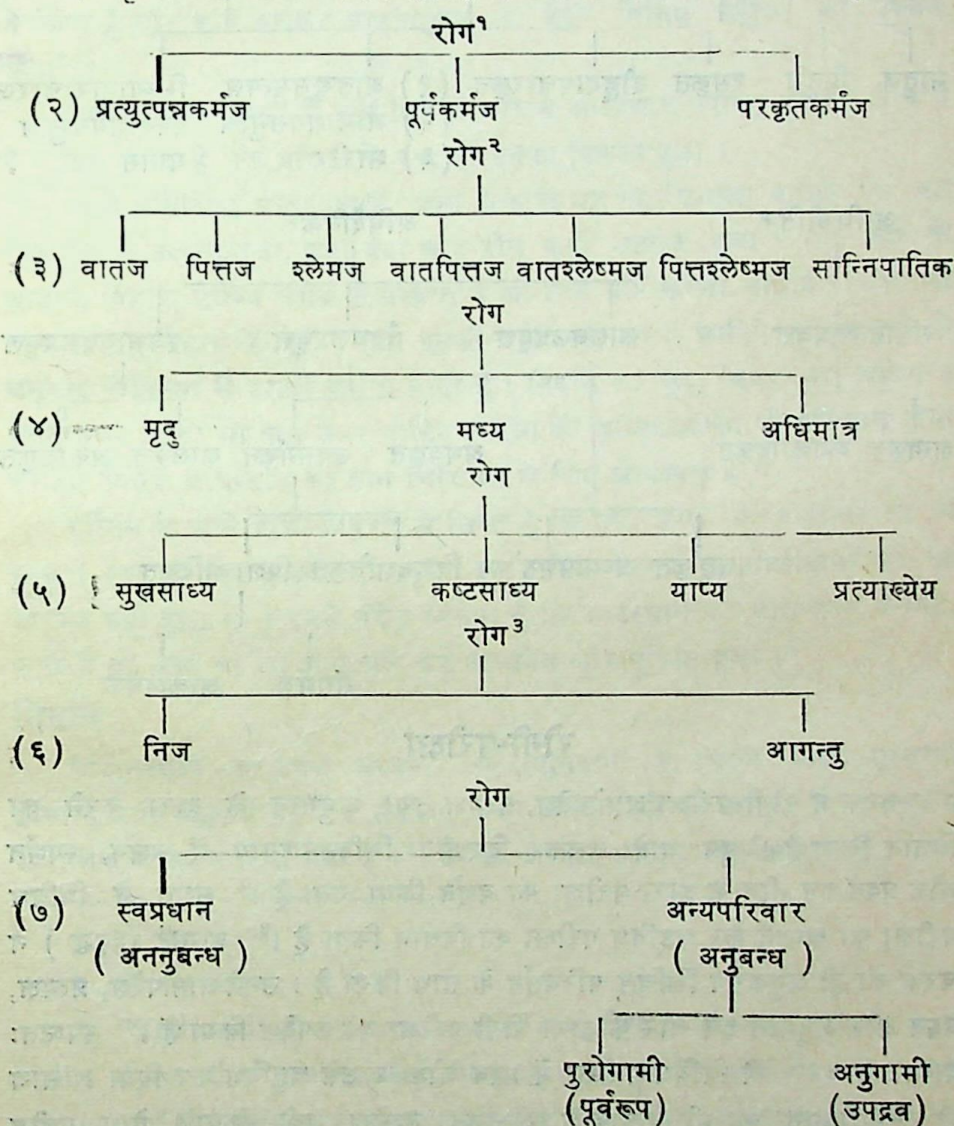 रोग¹
(२) प्रत्युत्पन्नकर्मज पूर्वकर्मज परकृतकर्मज
रोग²
(३) वातज पित्तज श्लेमज वातपित्तज वातश्लेष्मज पित्तश्लेष्मज सान्निपातिक
रोग
(४) मृदु मध्य अधिमात्र
रोग
(५) सुखसाध्य कष्टसाध्य याप्य प्रत्याख्येय
रोग³
(६) निज आगन्तु
रोग
(७) स्वप्रधान अन्यपरिवार
( अननुबन्ध ) ( अनुबन्ध )
पुरोगामी अनुगामी
(पूर्वरूप) (उपद्रव)